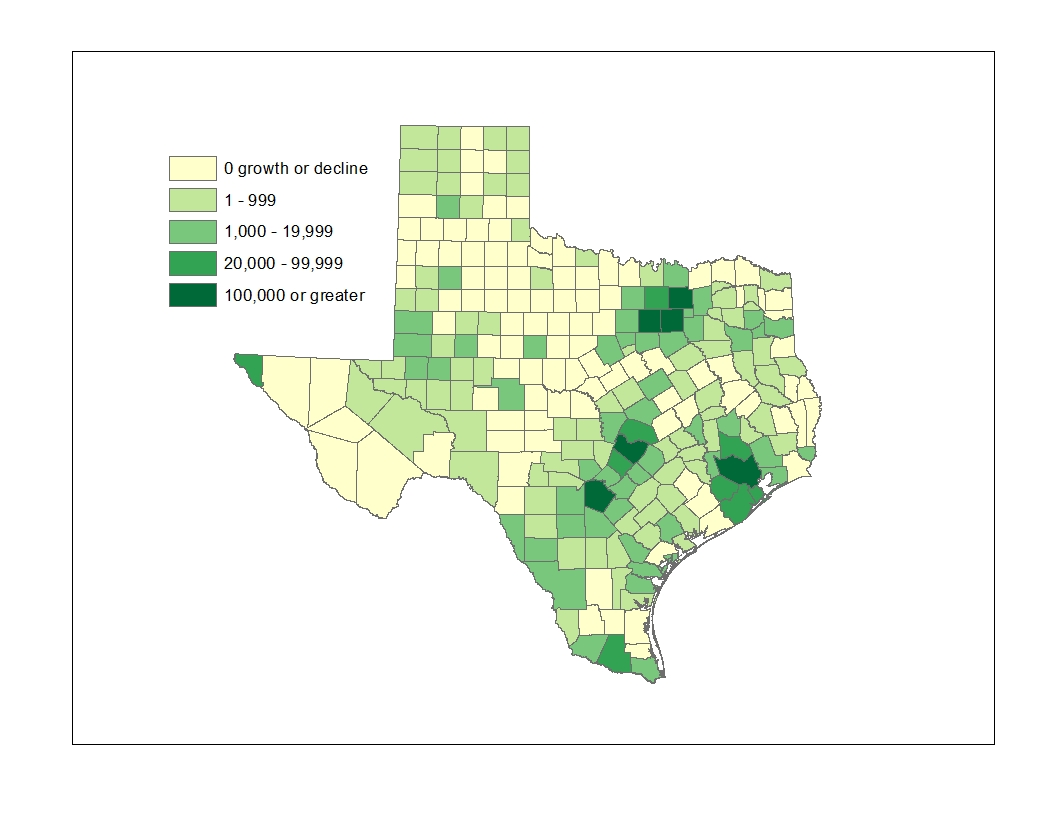 0 growth or decline
1 - 999
1,000 - 19,999
20,000 - 99,999
100,000 or greater